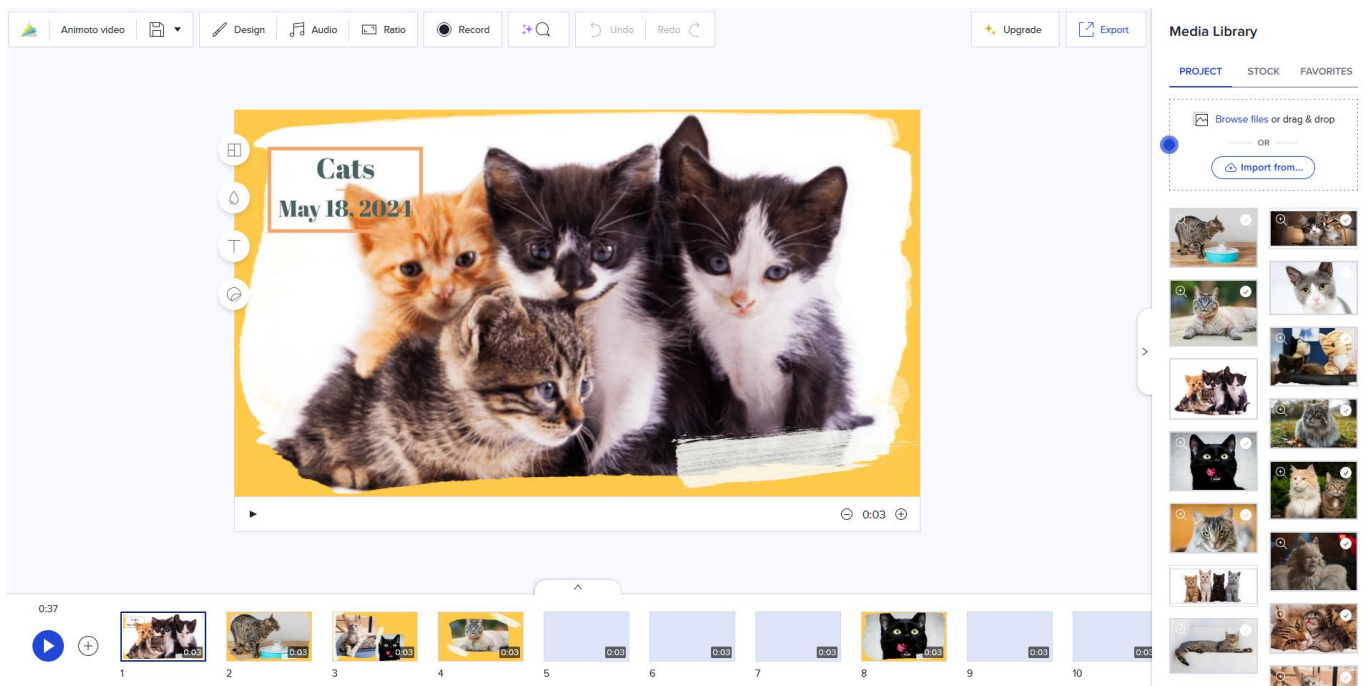 Animoto video
Design
Audio
Ratio
Record
Undo
Redo
Upgrade
Export
Media Library
PROJECT
STOCK
FAVORITES
Browse files or drag & drop
OR
Import from...
Cats
May 18, 2024
0:03
0:37
0:03
0:03
0:03
0:03
0:03
0:03
0:03
0:03
0:03
0:03
1
2
3
4
5
6
7
8
9
10